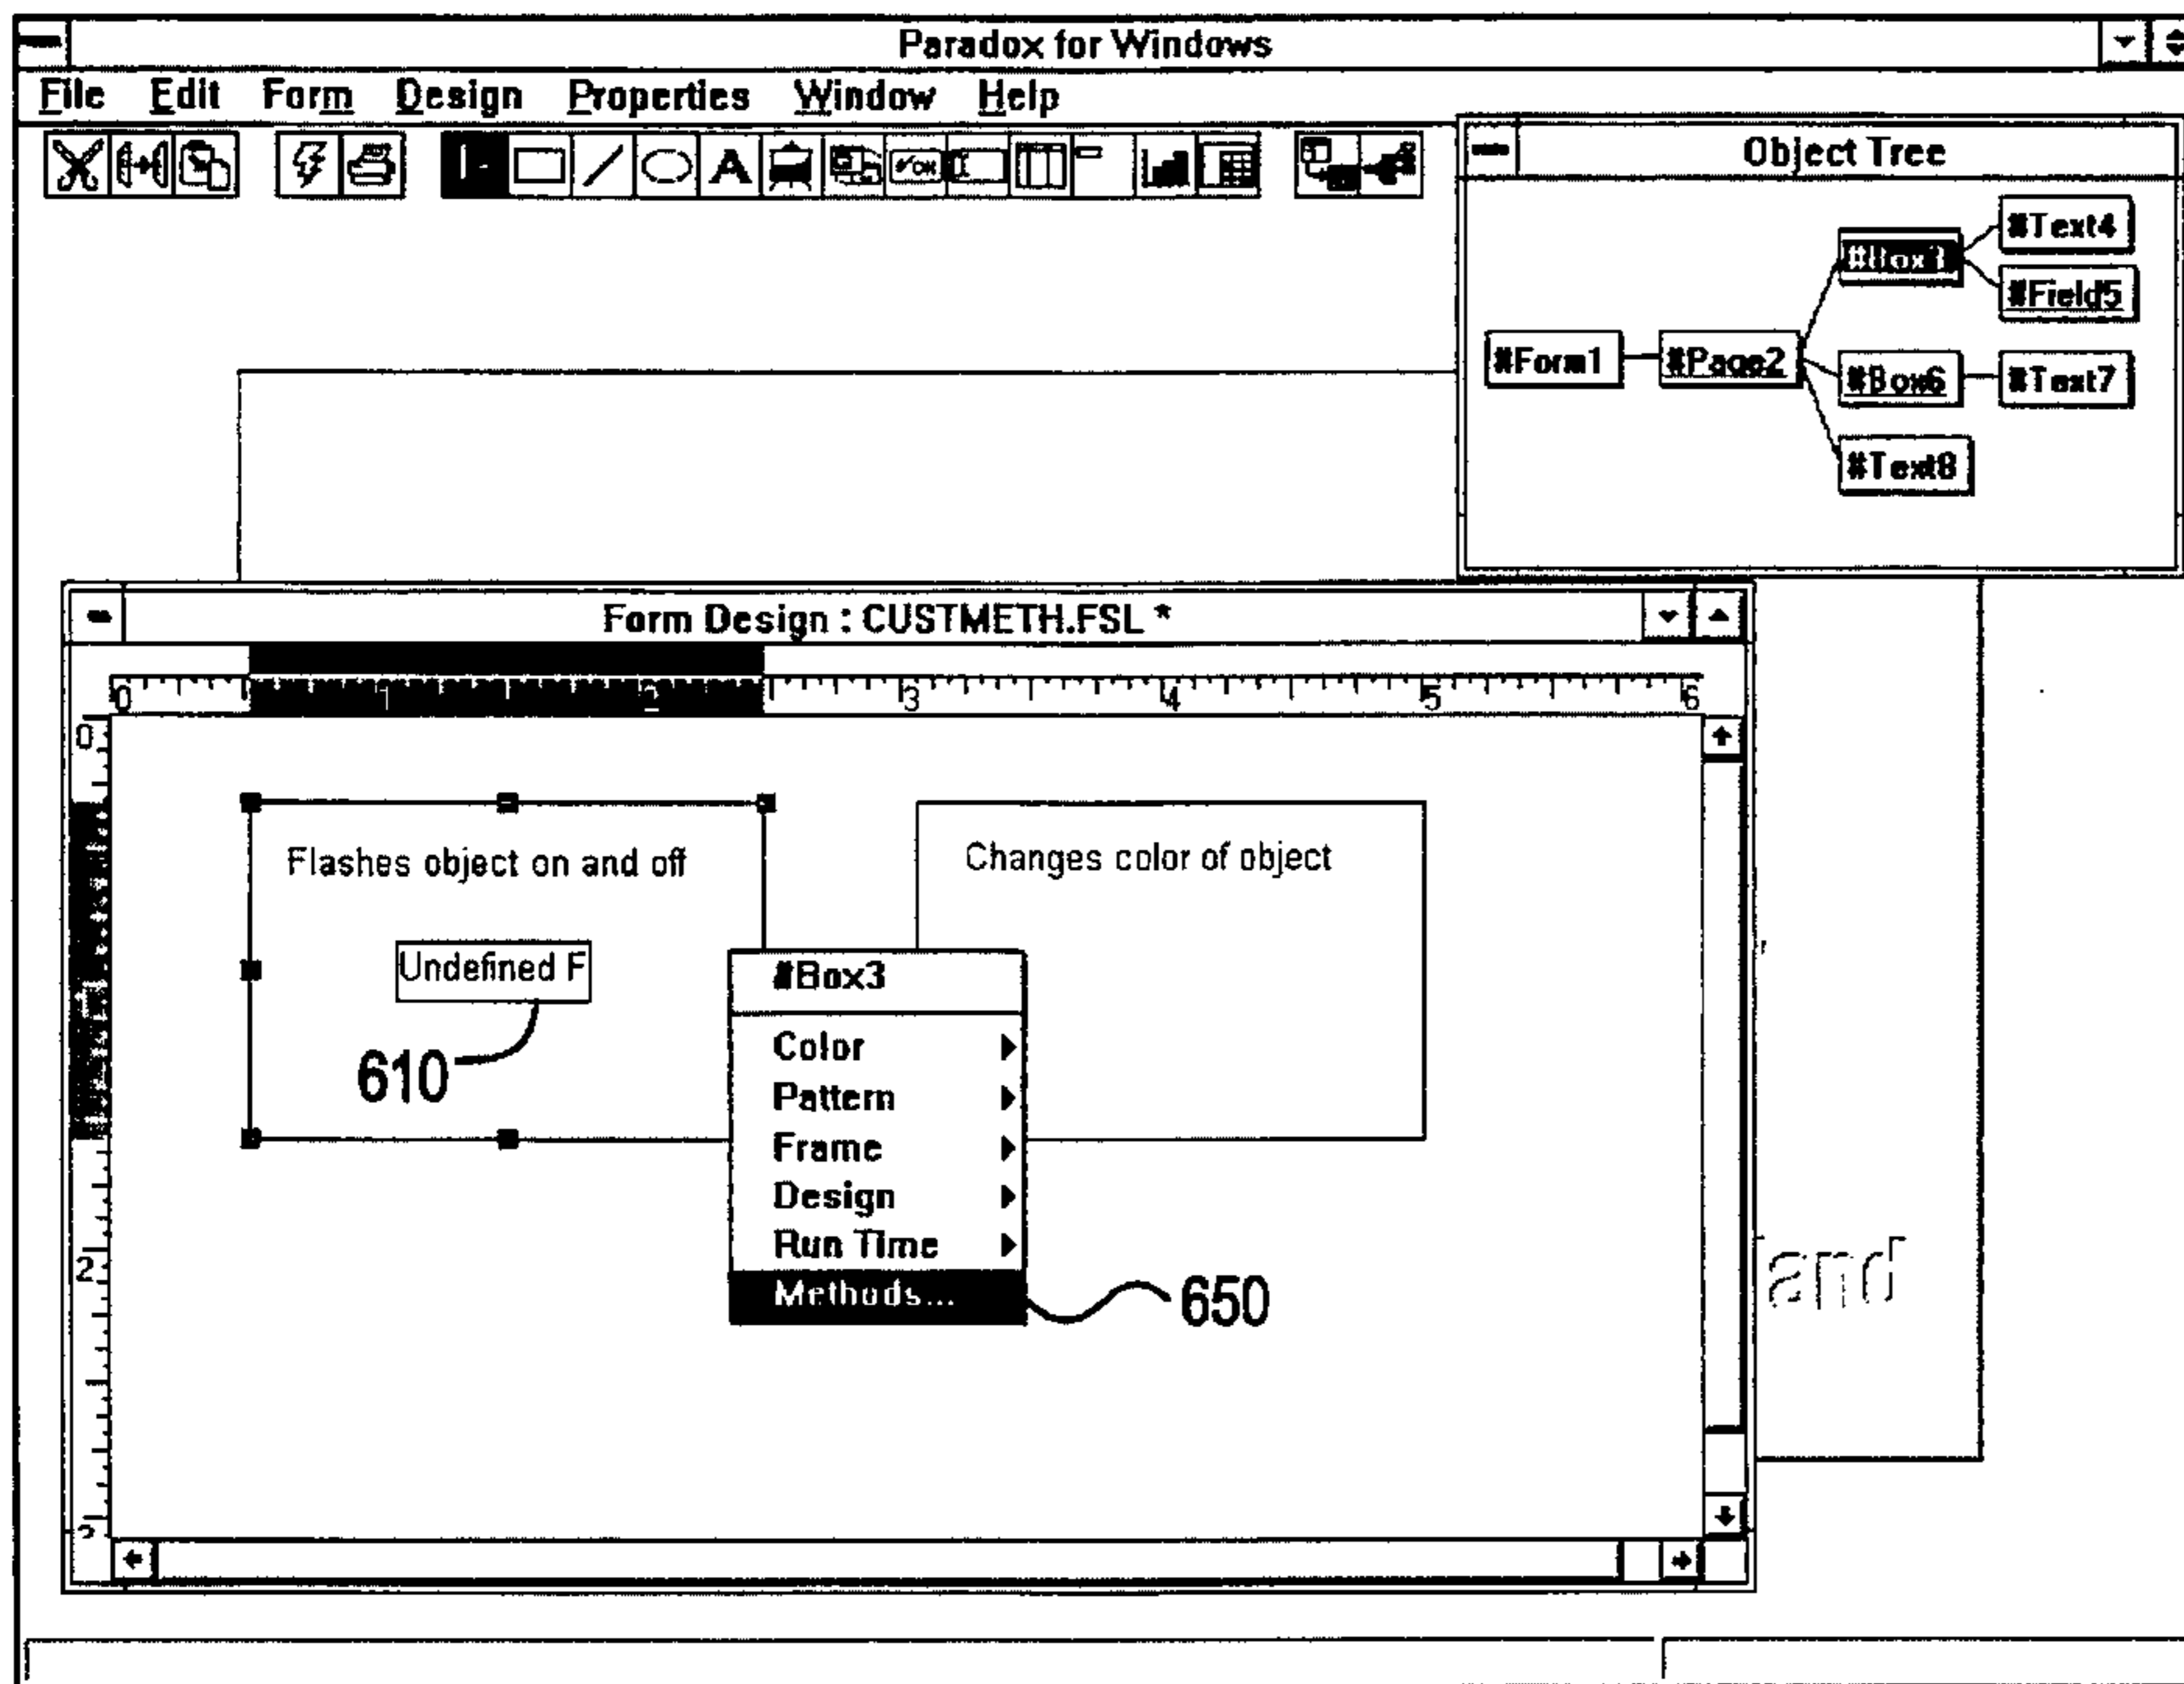 Paradox for Windows
File Edit Form Design Properties Window Help
A
Object Tree
#Text4
#Box3
#Field5
#Form1 #Page2
#Box6 #Text7
#Text8
Form Design : CUSTMETH.FSL *
0 1 2 3 4 5 6
0
Flashes object on and off
Changes color of object
Undefined F
610
#Box3
Color
Pattern
Frame
Design
Run Time
Methods...
650
2
and